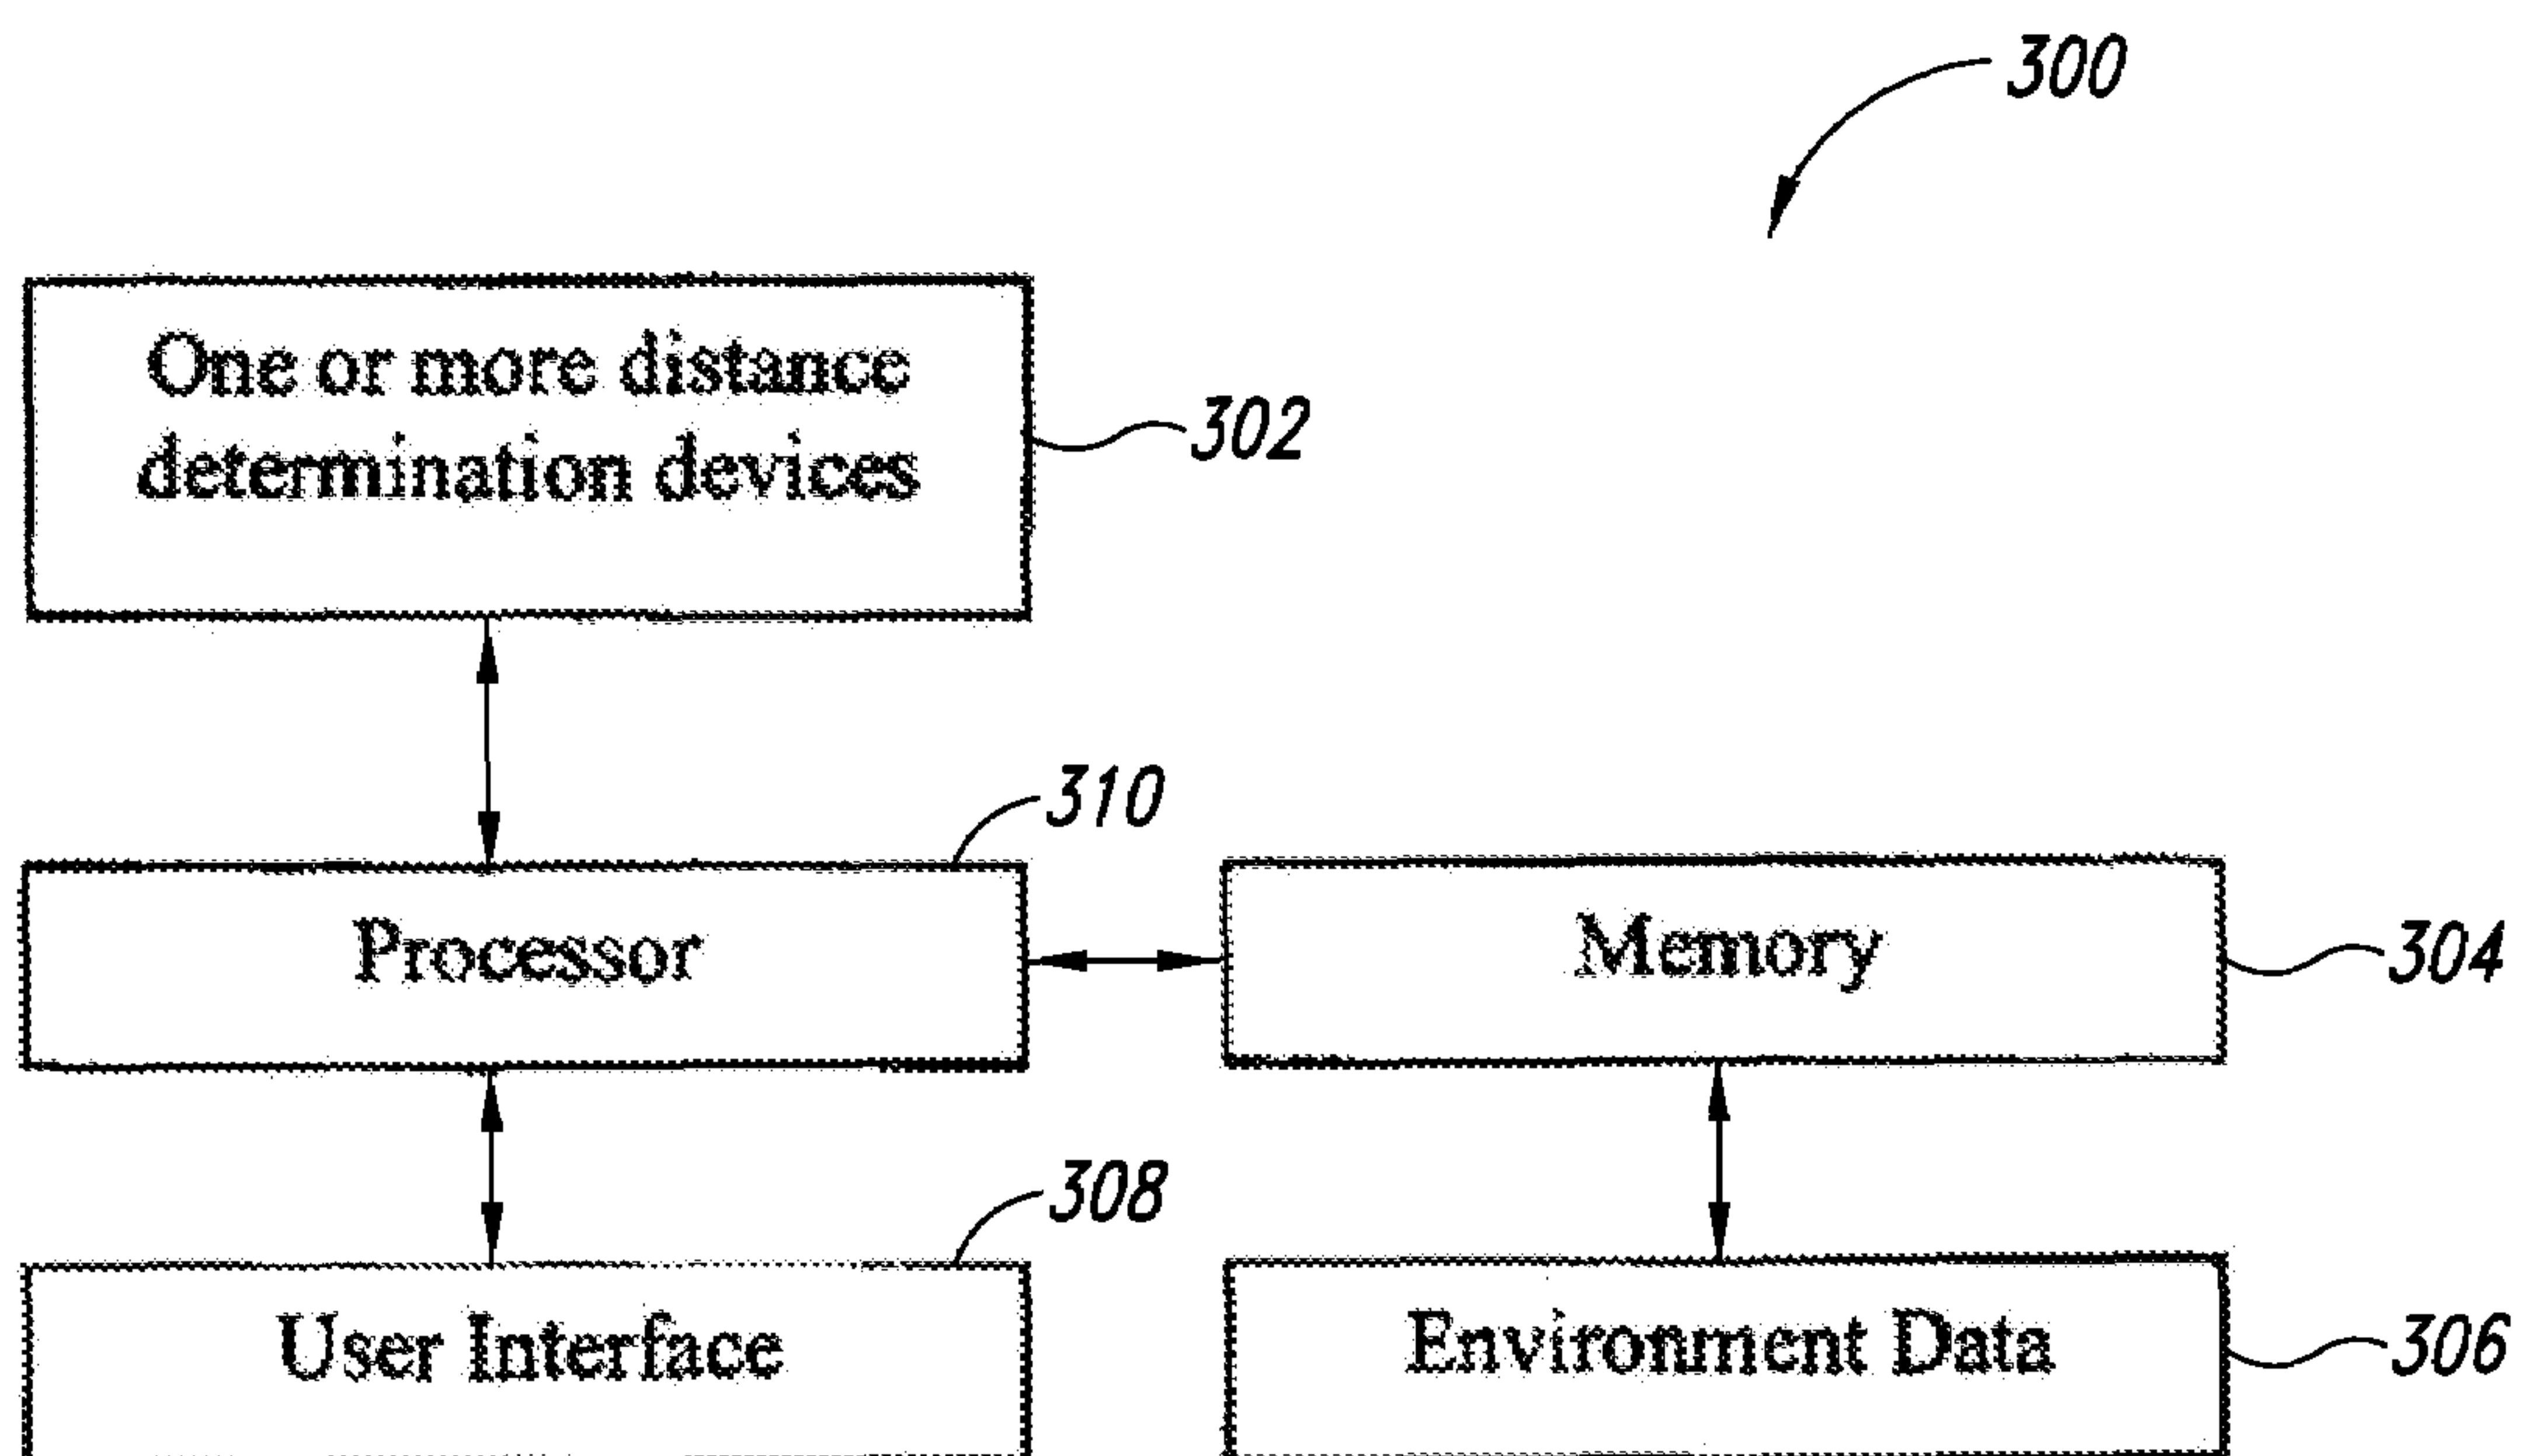 300
One or more distance
determination devices
302
310
Processor
Memory
304
308
User Interface
Environment Data
306